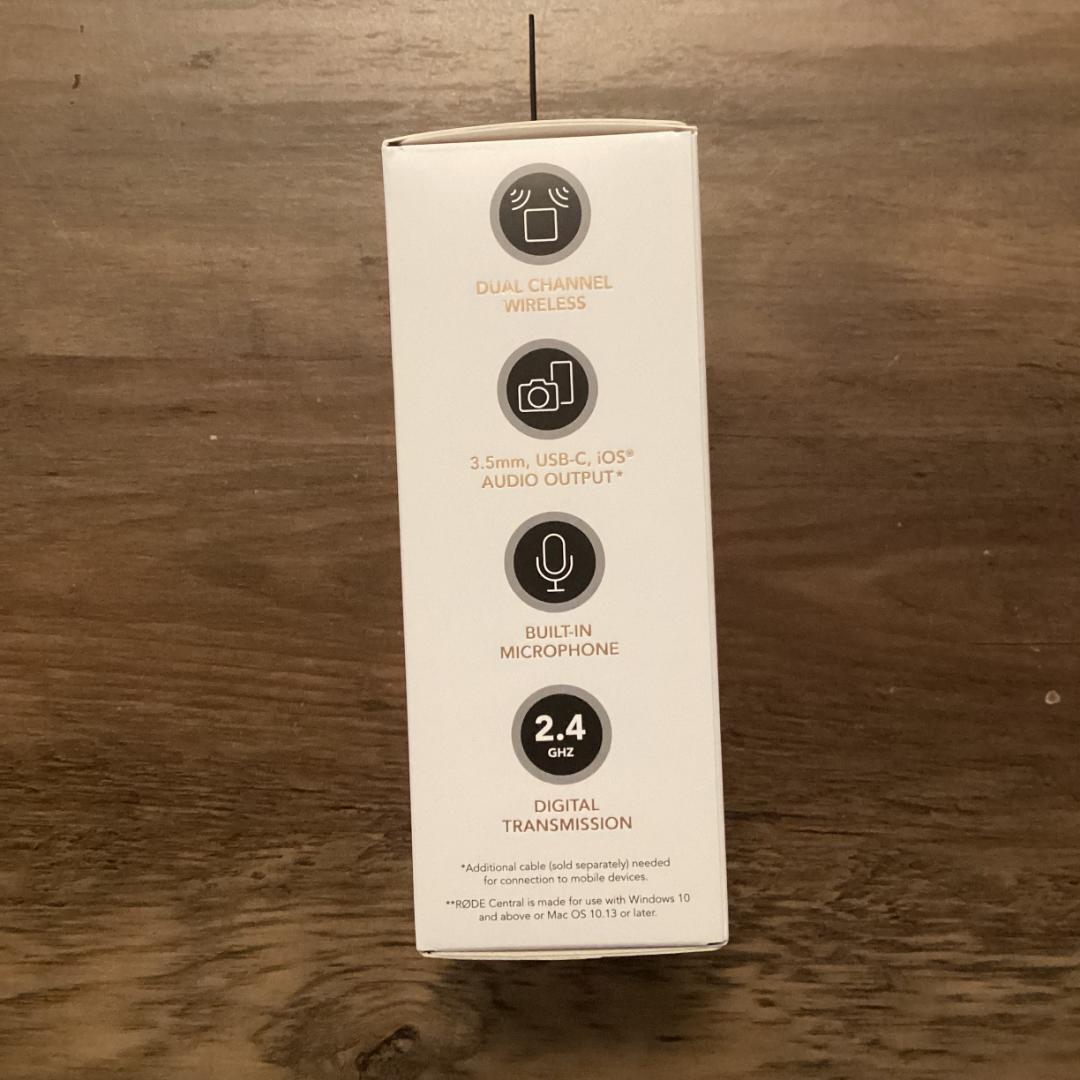 DUAL CHANNEL
WIRELESS
3.5mm, USB-C, iOS®
AUDIO OUTPUT*
BUILT-IN
MICROPHONE
2.4
GHZ
DIGITAL
TRANSMISSION
*Additional cable (sold separately) needed
for connection to mobile devices.
**RØDE Central is made for use with Windows 10
and above or Mac OS 10.13 or later.